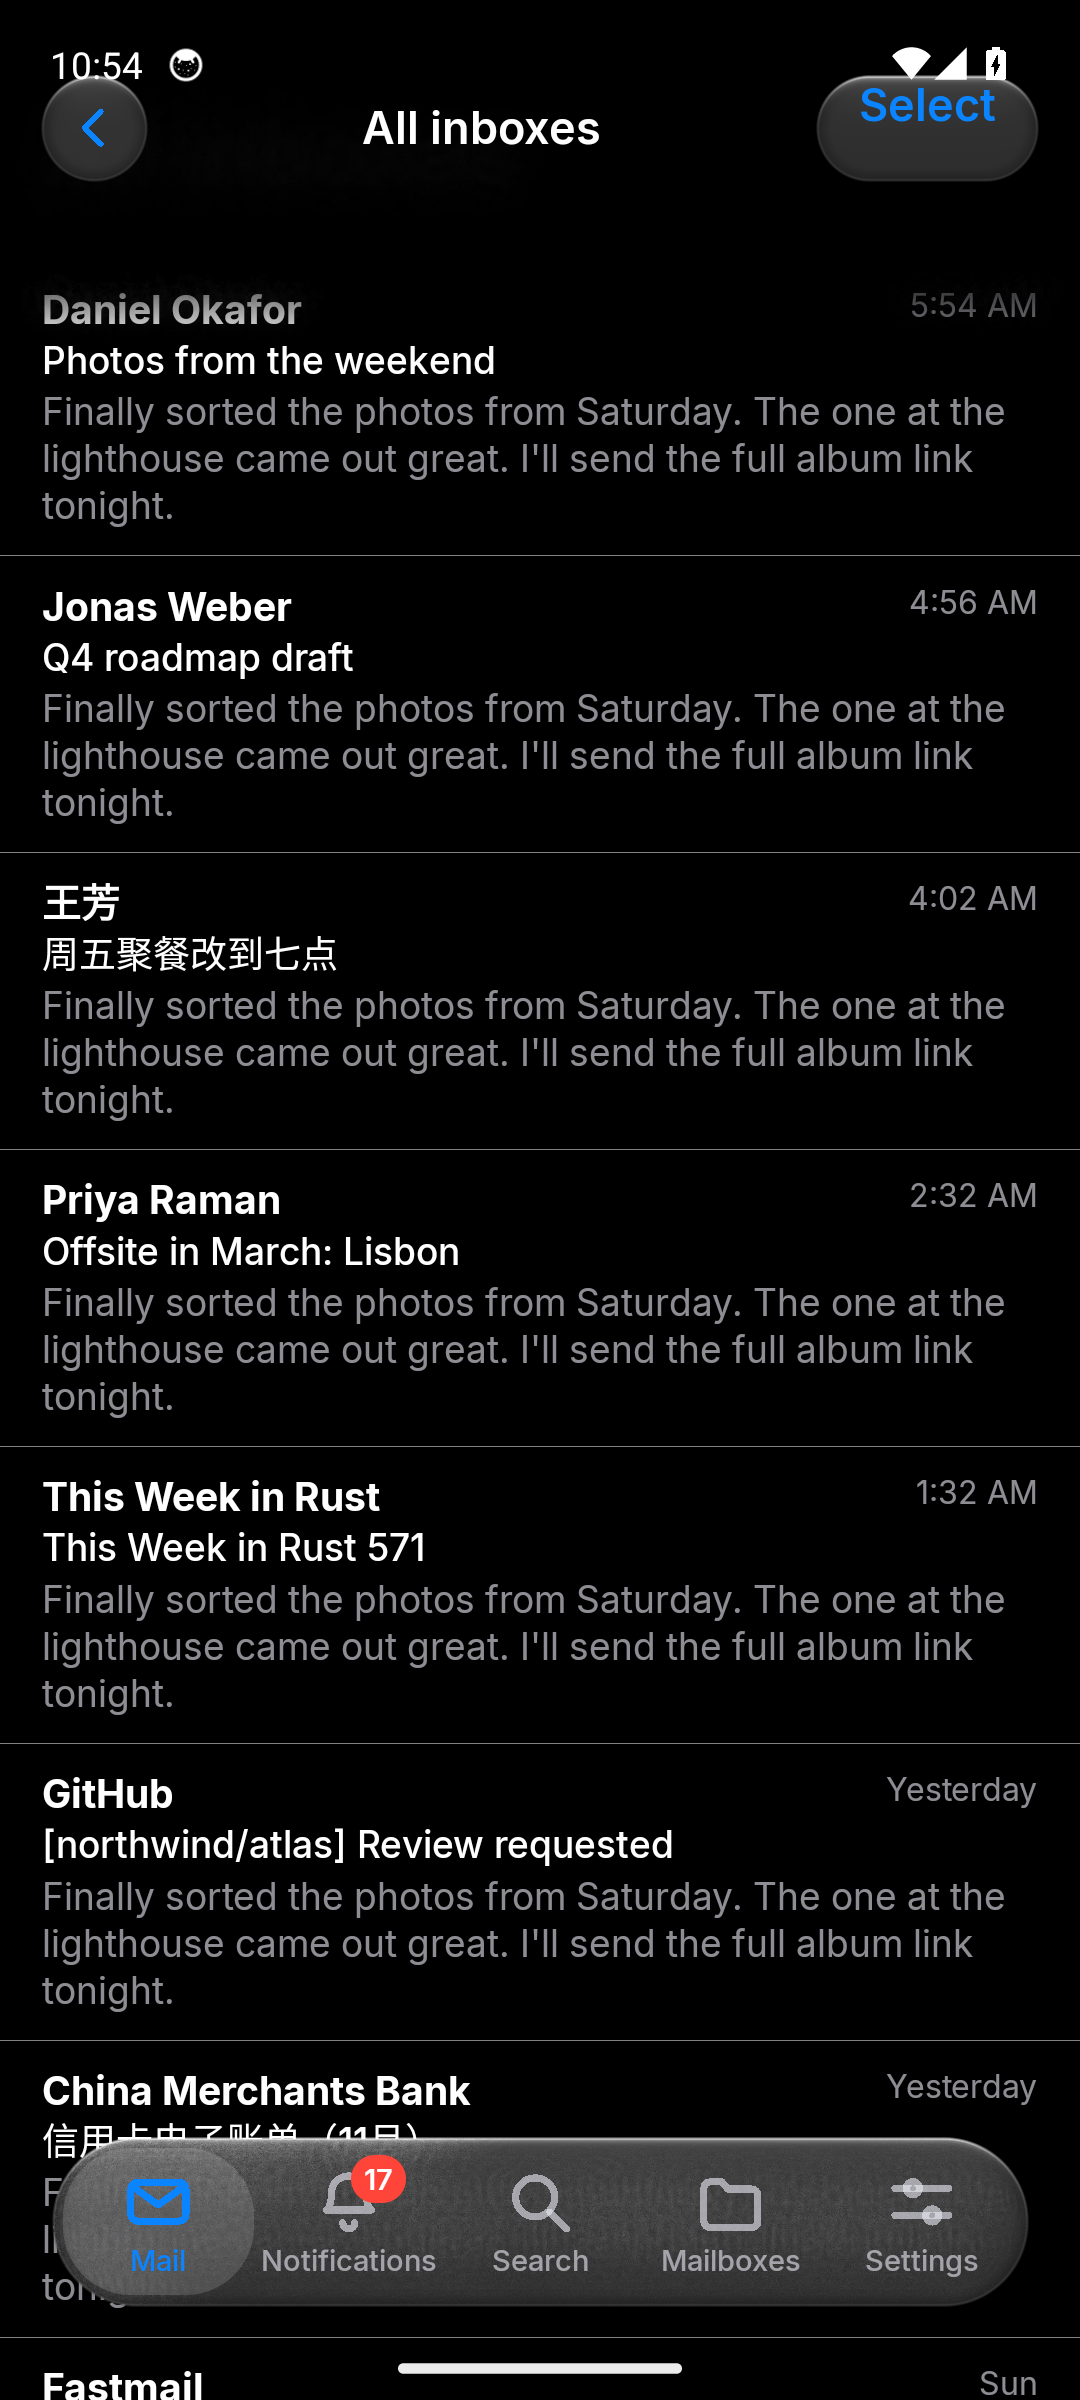 10:54
Select
All inboxes
Daniel Okafor
5:54 AM
Photos from the weekend
Finally sorted the photos from Saturday. The one at the
lighthouse came out great. I'll send the full album link
tonight.
Jonas Weber
4:56 AM
Q4 roadmap draft
Finally sorted the photos from Saturday. The one at the
lighthouse came out great. I'll send the full album link
tonight.
王芳
4:02 AM
周五聚餐改到七点
Finally sorted the photos from Saturday. The one at the
lighthouse came out great. I'll send the full album link
tonight.
Priya Raman
2:32 AM
Offsite in March: Lisbon
Finally sorted the photos from Saturday. The one at the
lighthouse came out great. I'll send the full album link
tonight.
This Week in Rust
1:32 AM
This Week in Rust 571
Finally sorted the photos from Saturday. The one at the
lighthouse came out great. I'll send the full album link
tonight.
GitHub
Yesterday
[northwind/atlas] Review requested
Finally sorted the photos from Saturday. The one at the
lighthouse came out great. I'll send the full album link
tonight.
China Merchants Bank
Yesterday
信用卡电子账单（11月）
17
Mail
Notifications
Search
Mailboxes
Settings
Fastmail
Sun